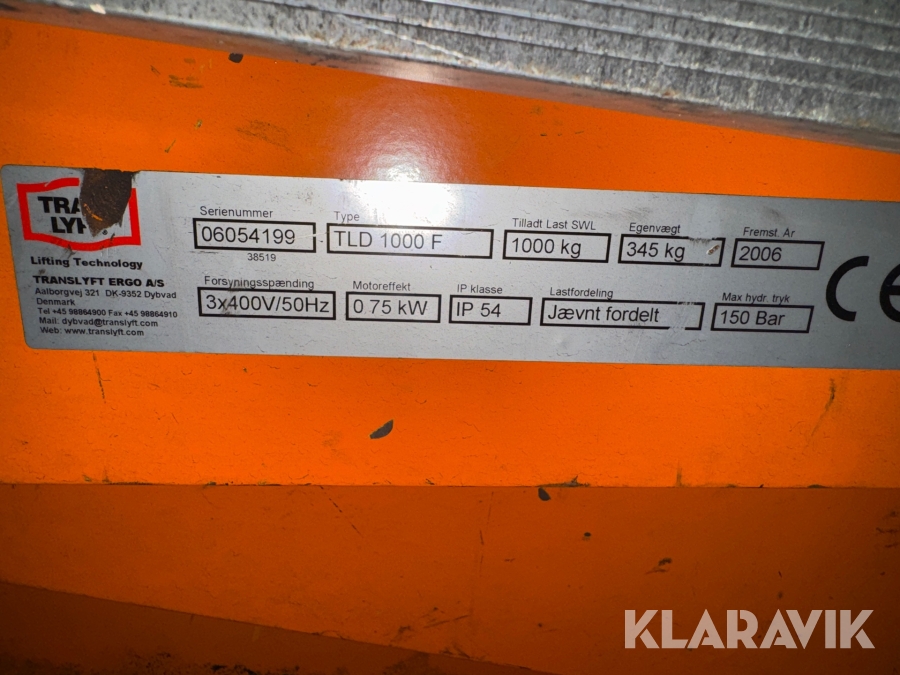 TRA
LYF
Lifting Technology
TRANSLYFT ERGO A/S
Aalborgvej 321 DK-9352 Dybvad
Denmark
Tel +45 98864900 Fax +45 98864910
Mail: dybvad@translyft.com
Web: www.translyft.com
Serienummer
06054199
38519
Type
TLD 1000 F
Tilladt Last SWL
1000 kg
Egenvægt
345 kg
Fremst. År
2006
Forsyningsspænding
3x400V/50Hz
Motoreffekt
0.75 kW
IP klasse
IP 54
Lastfordeling
Jævnt fordelt
Max hydr. tryk
150 Bar
CE
KLARAVIK